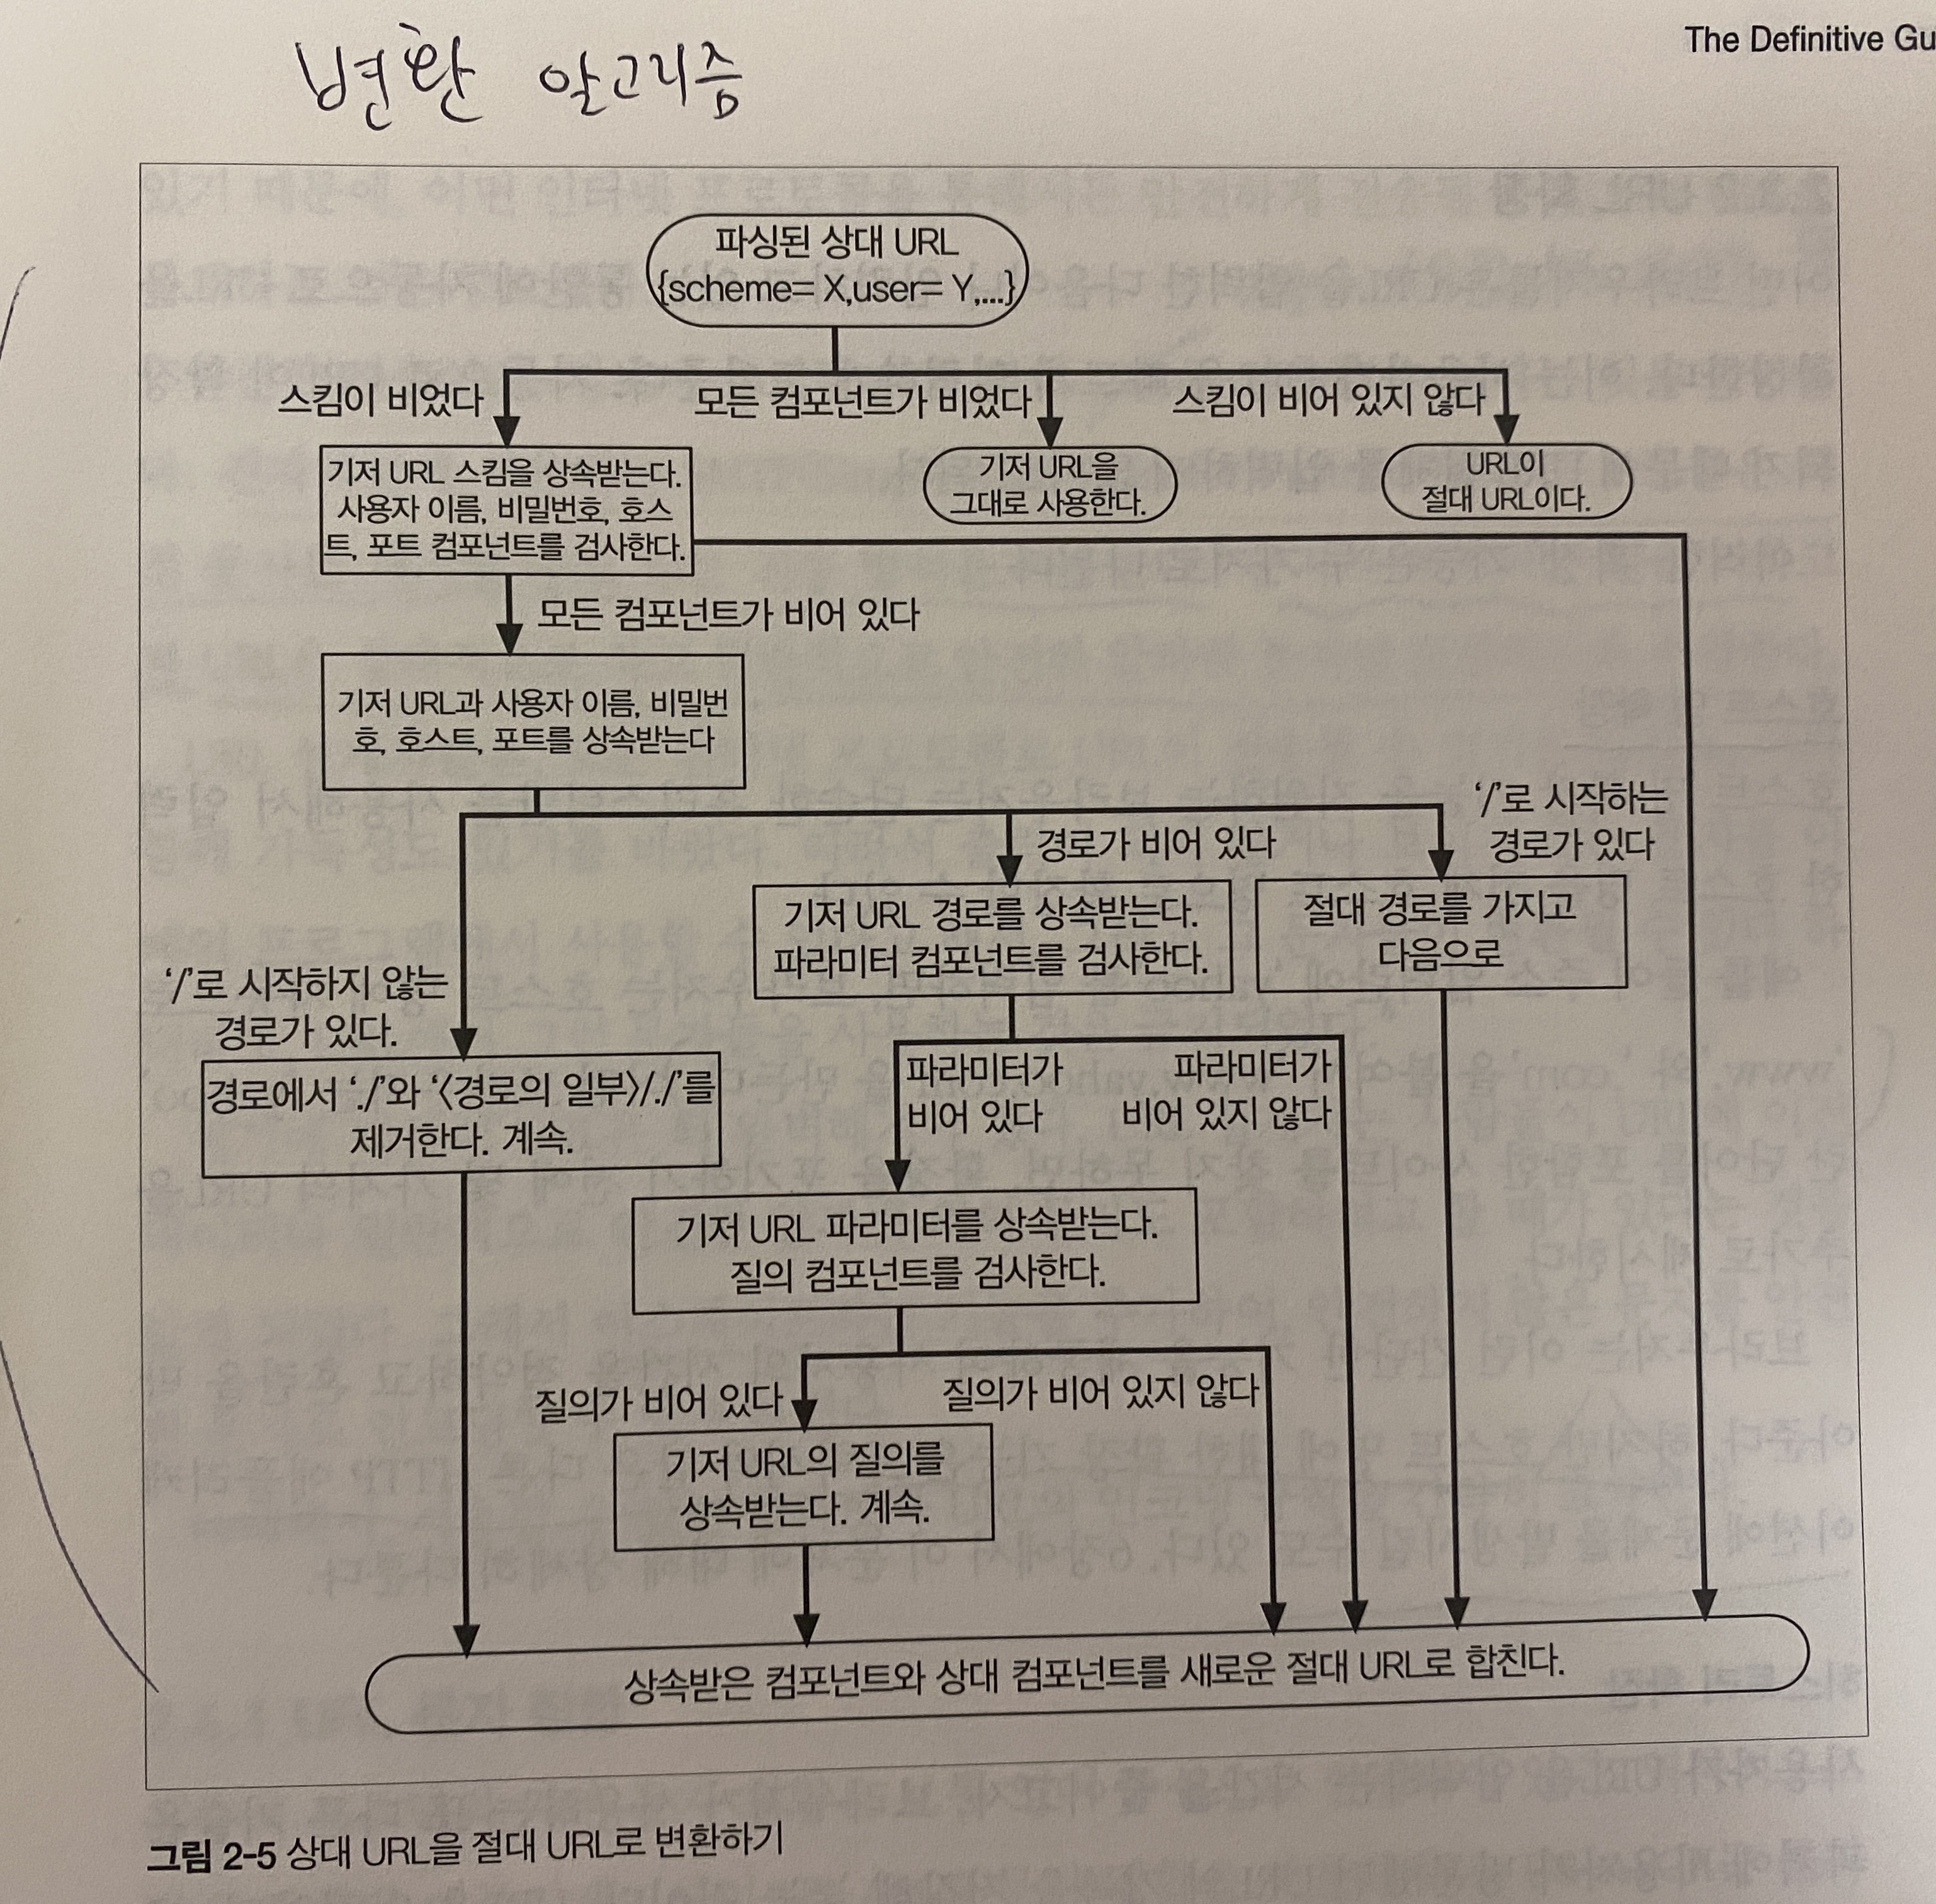 The Definitive Gu
변환 알고리즘
파싱된 상대 URL
{scheme= X,user= Y,...}
스킴이 비었다
모든 컴포넌트가 비었다
스킴이 비어 있지 않다
기저 URL 스킴을 상속받는다.
사용자 이름, 비밀번호, 호스
트, 포트 컴포넌트를 검사한다.
기저 URL을
그대로 사용한다.
URL이
절대 URL이다.
모든 컴포넌트가 비어 있다
기저 URL과 사용자 이름, 비밀번
호, 호스트, 포트를 상속받는다
'/'로 시작하지 않는
경로가 있다.
경로가 비어 있다
'/'로 시작하는
경로가 있다
기저 URL 경로를 상속받는다.
파라미터 컴포넌트를 검사한다.
절대 경로를 가지고
다음으로
경로에서 './'와 '〈경로의 일부〉/./'를
제거한다. 계속.
파라미터가
비어 있다
파라미터가
비어 있지 않다
기저 URL 파라미터를 상속받는다.
질의 컴포넌트를 검사한다.
질의가 비어 있다
질의가 비어 있지 않다
기저 URL의 질의를
상속받는다. 계속.
상속받은 컴포넌트와 상대 컴포넌트를 새로운 절대 URL로 합친다.
그림 2-5 상대 URL을 절대 URL로 변환하기